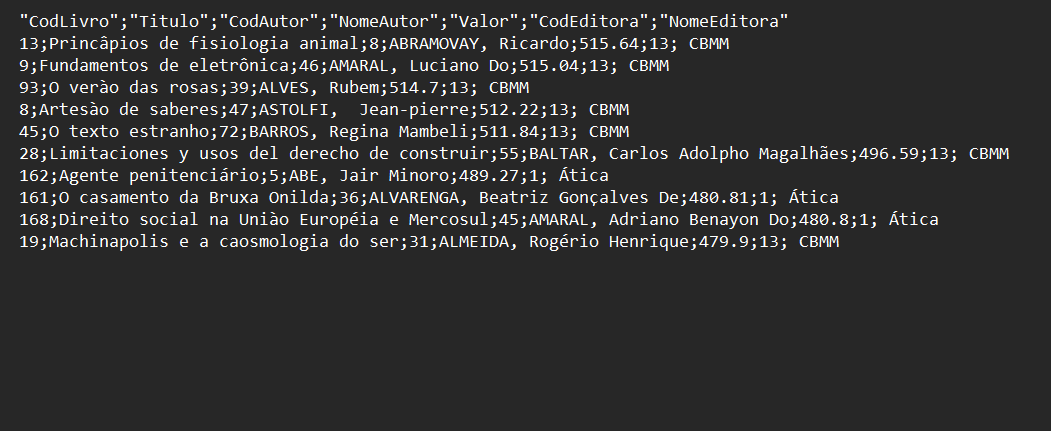 "CodLivro";"Titulo";"CodAutor";"NomeAutor";"Valor";"CodEditora";"NomeEditora"
13;Princâpios de fisiologia animal;8;ABRAMOVAY, Ricardo;515.64;13; CBMM
9;Fundamentos de eletrônica;46;AMARAL, Luciano Do;515.04;13; CBMM
93;O verào das rosas;39;ALVES, Rubem;514.7;13; CBMM
8;Artesào de saberes;47;ASTOLFI,  Jean-pierre;512.22;13; CBMM
45;O texto estranho;72;BARROS, Regina Mambeli;511.84;13; CBMM
28;Limitaciones y usos del derecho de construir;55;BALTAR, Carlos Adolpho Magalhães;496.59;13; CBMM
162;Agente penitenciário;5;ABE, Jair Minoro;489.27;1; Ática
161;O casamento da Bruxa Onilda;36;ALVARENGA, Beatriz Gonçalves De;480.81;1; Ática
168;Direito social na Uniào Européia e Mercosul;45;AMARAL, Adriano Benayon Do;480.8;1; Ática
19;Machinapolis e a caosmologia do ser;31;ALMEIDA, Rogério Henrique;479.9;13; CBMM